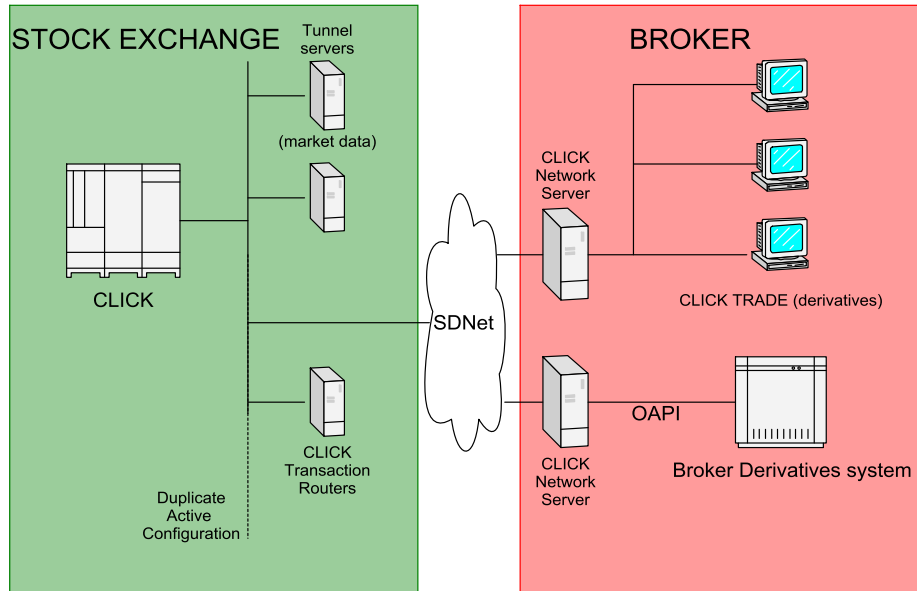 STOCK EXCHANGE
Tunnel
servers
(market data)
CLICK
CLICK
Transaction
Routers
Duplicate
Active
Configuration
SDNet
BROKER
CLICK
Network
Server
CLICK TRADE (derivatives)
OAPI
CLICK
Network
Server
Broker Derivatives system